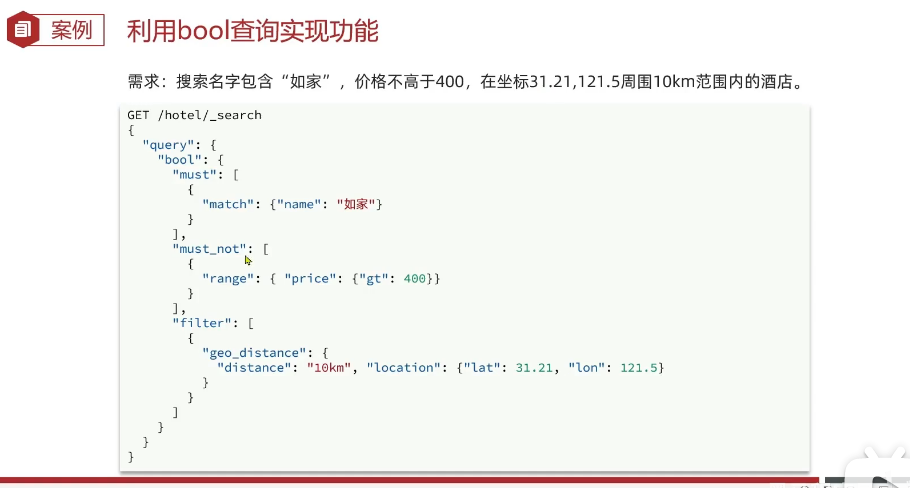 案例
利用bool查询实现功能
需求：搜索名字包含“如家”，价格不高于400，在坐标31.21,121.5周围10km范围内的酒店。
GET /hotel/_search
{
  "query": {
    "bool": {
      "must": [
        {
          "match": {"name": "如家"}
        }
      ],
      "must_not": [
        {
          "range": { "price": {"gt": 400}}
        }
      ],
      "filter": [
        {
          "geo_distance": {
            "distance": "10km", "location": {"lat": 31.21, "lon": 121.5}
          }
        }
      ]
    }
  }
}